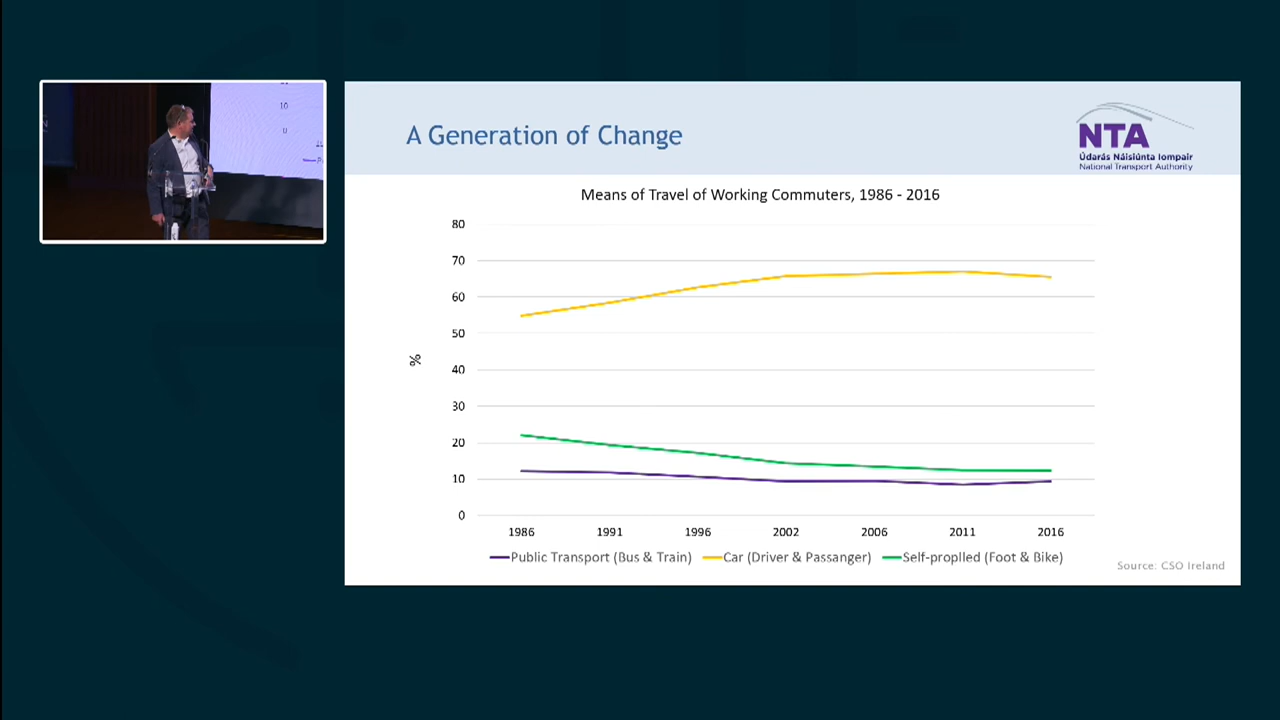 10
0
A Generation of Change
NTA
Údarás Náisiúnta Iompair
National Transport Authority
Means of Travel of Working Commuters, 1986 - 2016
80
70
60
50
40
30
20
10
0
%
1986 1991 1996 2002 2006 2011 2016
Public Transport (Bus & Train) Car (Driver & Passanger) Self-proplled (Foot & Bike)
Source: CSO Ireland